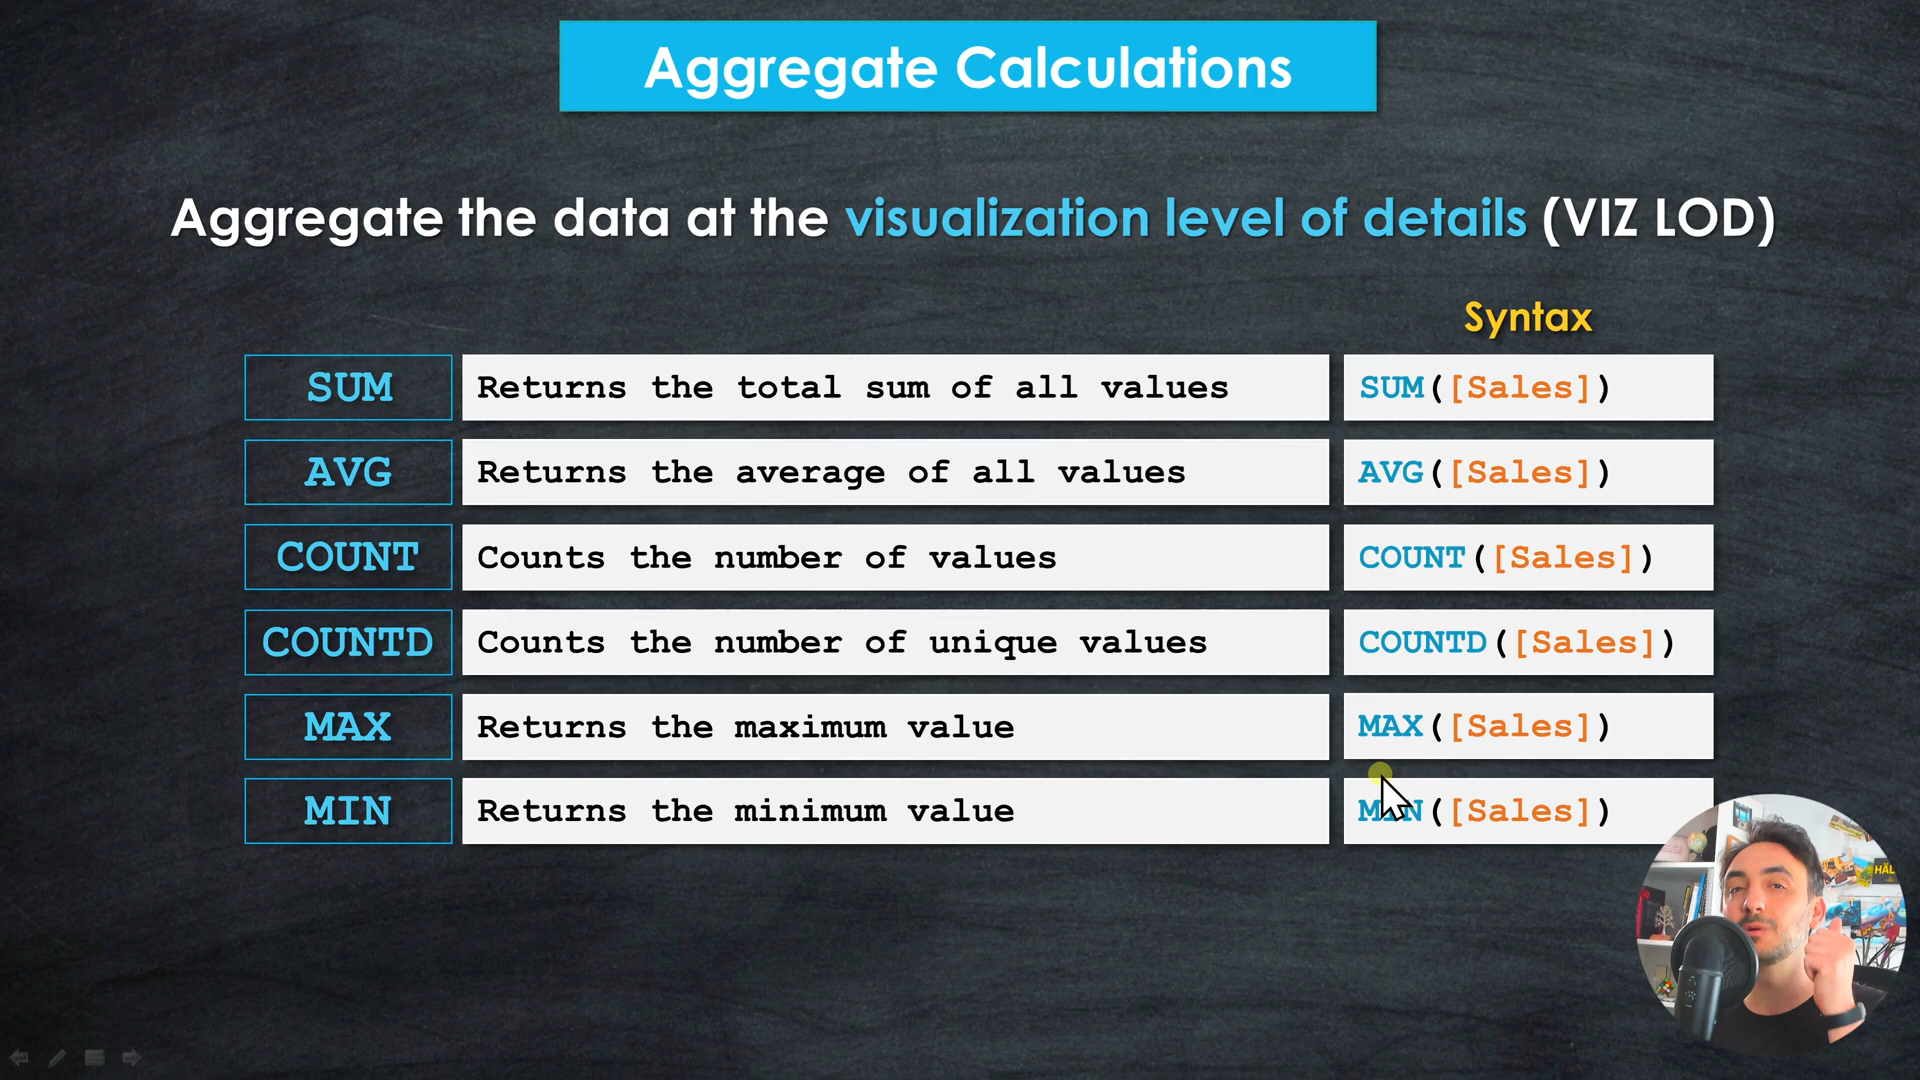 Aggregate Calculations
Aggregate the data at the visualization level of details (VIZ LOD)
Syntax
SUM Returns the total sum of all values SUM([Sales])
AVG Returns the average of all values AVG([Sales])
COUNT Counts the number of values COUNT([Sales])
COUNTD Counts the number of unique values COUNTD([Sales])
MAX Returns the maximum value MAX([Sales])
MIN Returns the minimum value MIN([Sales])